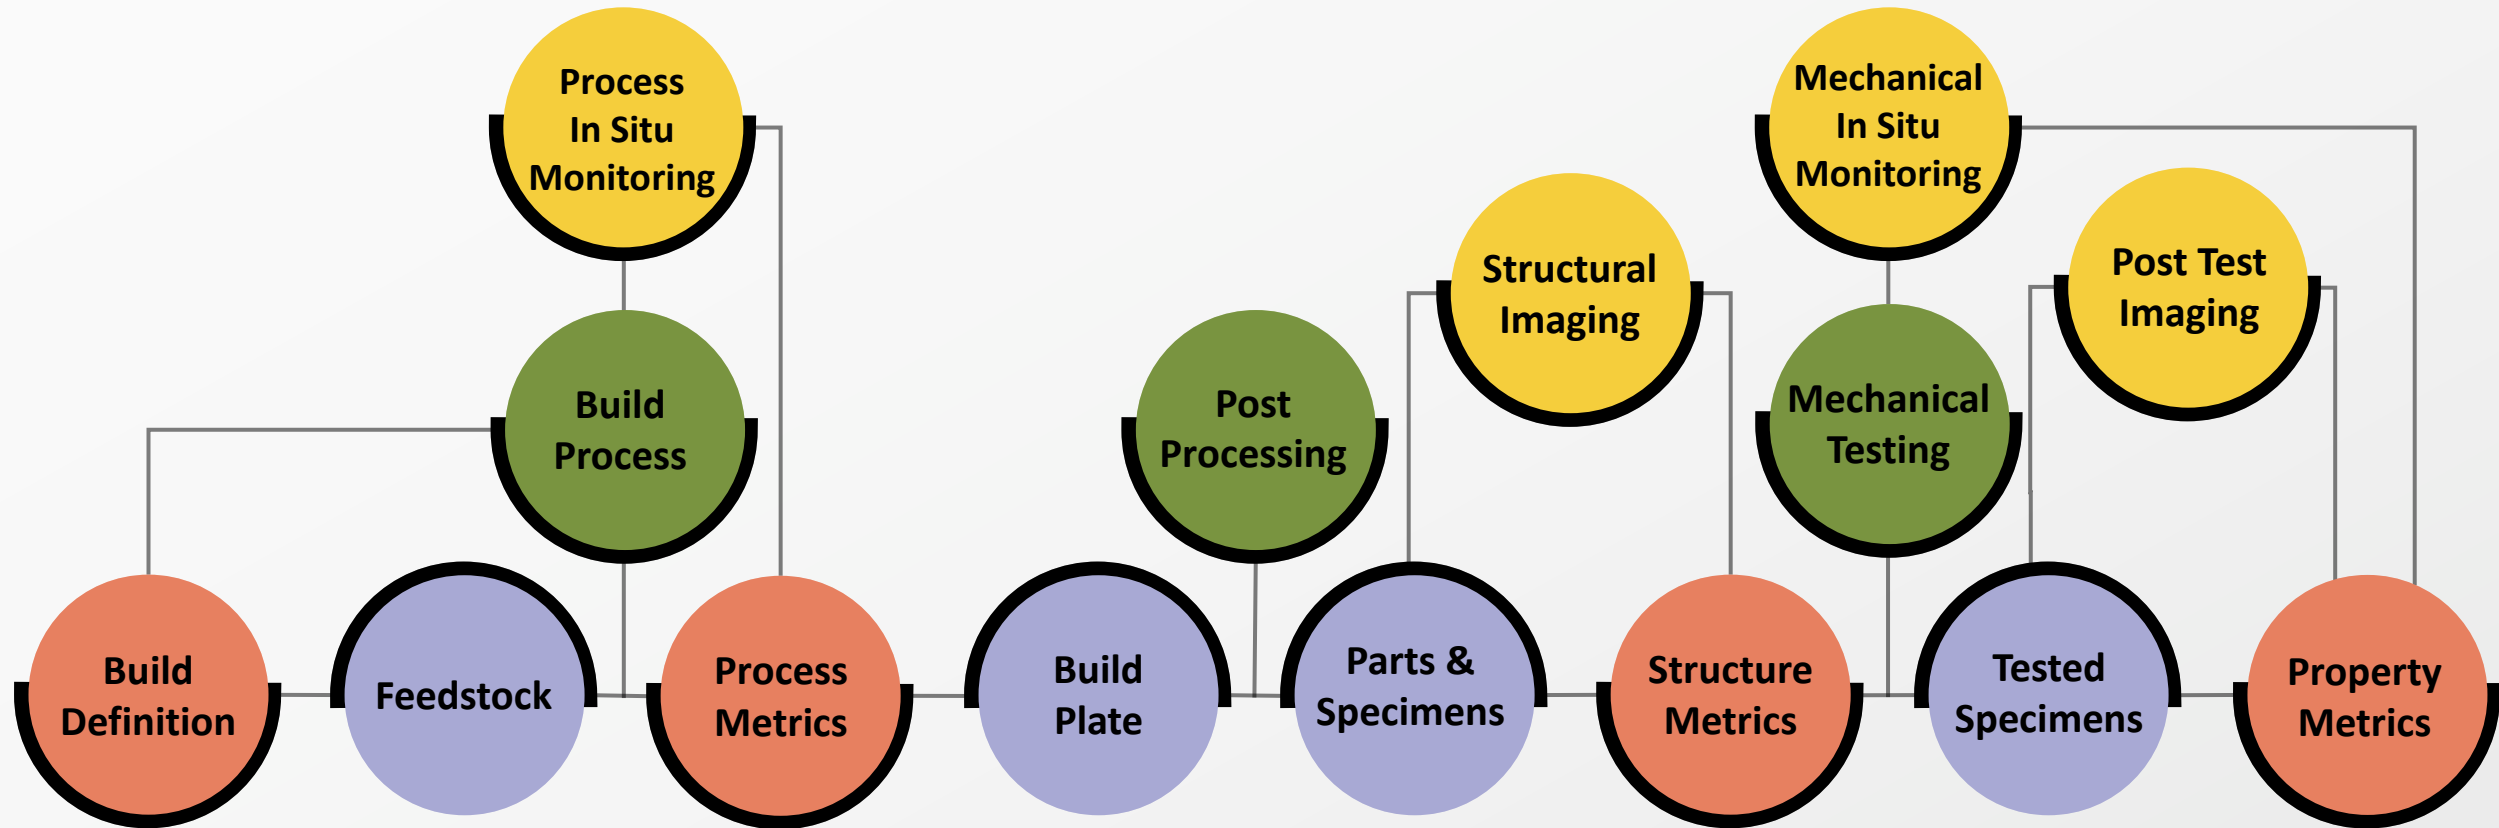 Process
In Situ
Monitoring
Mechanical
In Situ
Monitoring
Structural
Imaging
Post Test
Imaging
Build
Process
Post
Processing
Mechanical
Testing
Build
Definition
Feedstock
Process
Metrics
Build
Plate
Parts &
Specimens
Structure
Metrics
Tested
Specimens
Property
Metrics